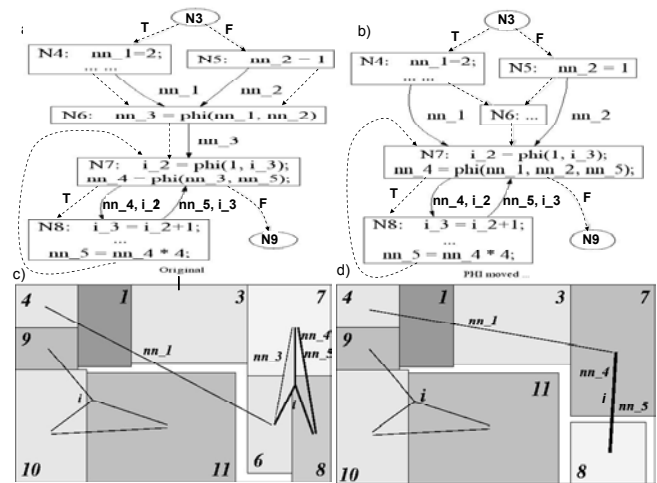 a
N3
T
F
N4: nn_1=2;
... ...
N5: nn_2 − 1
nn_1
nn_2
N6: nn_3 = phi(nn_1, nn_2)
nn_3
N7: i_2 = phi(1, i_3);
nn_4 − phi(nn_3, nn_5);
T
nn_4, i_2
nn_5, i_3
F
N8: i_3 = i_2+1;
...
nn_5 = nn_4 * 4;
N9
Original
b)
N3
T
F
N4: nn_1=2;
... ...
N5: nn_2 = 1
nn_1
N6: ...
nn_2
N7: i_2 − phi(1, i_3);
nn_4 = phi(nn_1, nn_2, nn_5);
T
nn_4, i_2
nn_5, i_3
F
N8: i_3 = i_2+1;
...
nn_5 = nn_4 * 4;
N9
PHI moved ...
c)
4
1
3
7
9
nn_1
nn_3
nn_4
nn_5
i
i
10
11
6
8
d)
4
1
3
7
nn_1
9
nn_4
i
11
i
nn_5
10
8